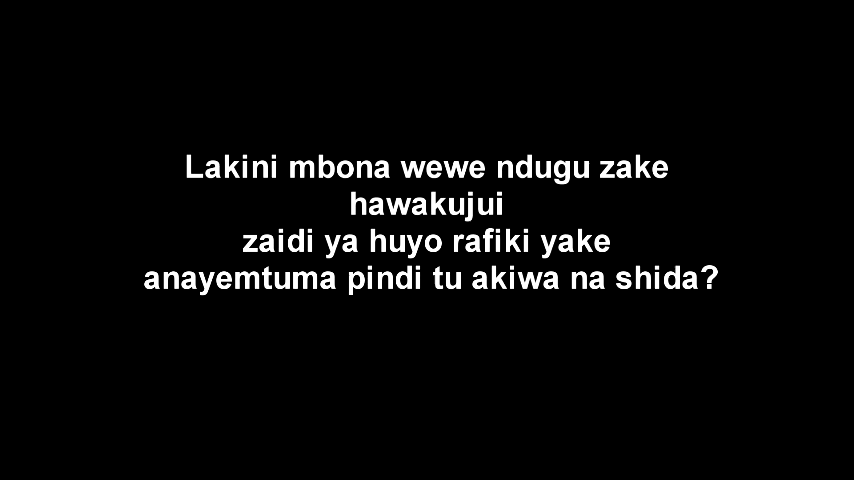 Lakini mbona wewe ndugu zake
hawakujui
zaidi ya huyo rafiki yake
anayemtuma pindi tu akiwa na shida?